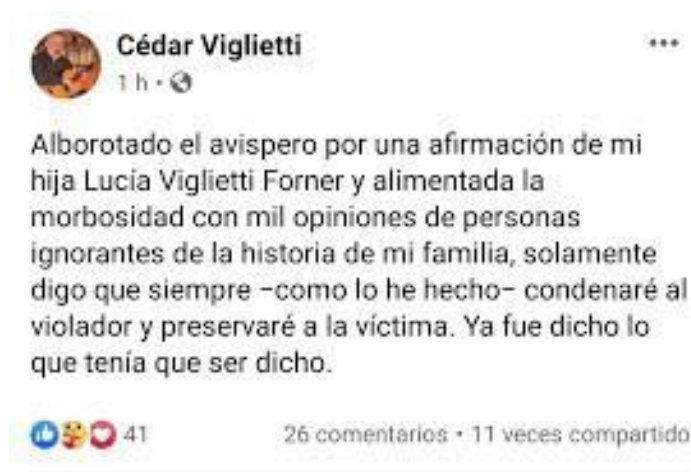 Cédar Viglietti
1 h
Alborotado el avispero por una afirmación de mi
hija Lucía Viglietti Forner y alimentada la
morbosidad con mil opiniones de personas
ignorantes de la historia de mi familia, solamente
digo que siempre -como lo he hecho- condenaré al
violador y preservaré a la víctima. Ya fue dicho lo
que tenía que ser dicho.
41
26 comentarios • 11 veces compartido